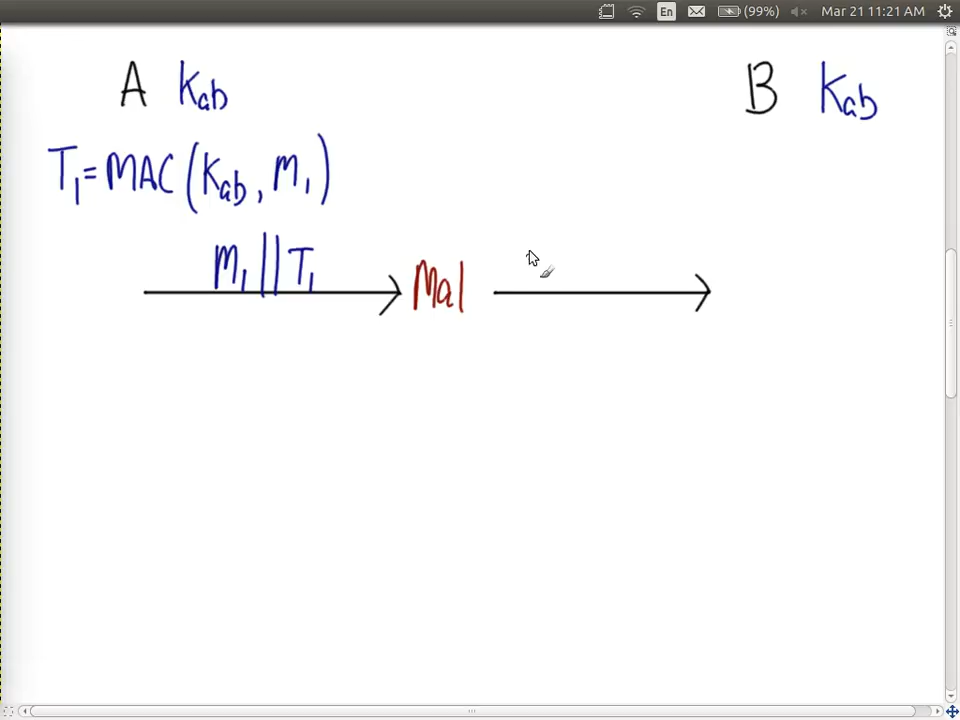 En (99%) Mar 21 11:21 AM
A Kab B Kab
T1=MAC(Kab, M1)
M1||T1 Mal